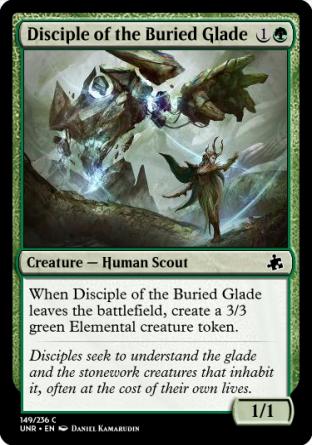 Disciple of the Buried Glade 1
Creature — Human Scout
When Disciple of the Buried Glade
leaves the battlefield, create a 3/3
green Elemental creature token.
Disciples seek to understand the glade
and the stonework creatures that inhabit
it, often at the cost of their own lives.
1/1
149/236 C
UNR • EN Daniel Kamarudin